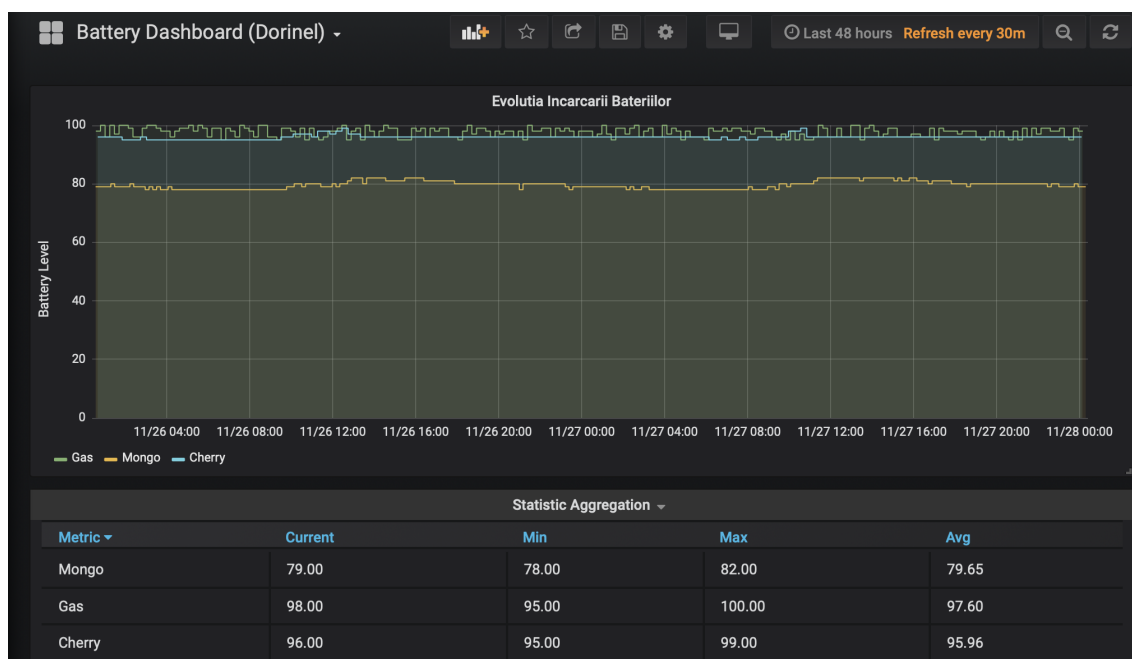 Battery Dashboard (Dorinel)
Last 48 hours Refresh every 30m
Evolutia Incarcarii Bateriilor
Battery Level
100
80
60
40
20
0
11/26 04:00 11/26 08:00 11/26 12:00 11/26 16:00 11/26 20:00 11/27 00:00 11/27 04:00 11/27 08:00 11/27 12:00 11/27 16:00 11/27 20:00 11/28 00:00
Gas Mongo Cherry
Statistic Aggregation
Metric Current Min Max Avg
Mongo 79.00 78.00 82.00 79.65
Gas 98.00 95.00 100.00 97.60
Cherry 96.00 95.00 99.00 95.96